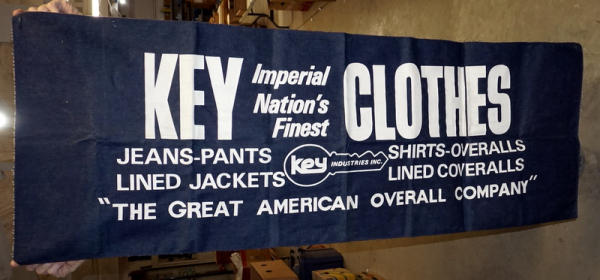 KEY Imperial Nation's Finest CLOTHES
JEANS-PANTS key INDUSTRIES INC. SHIRTS-OVERALLS
LINED JACKETS LINED COVERALLS
"THE GREAT AMERICAN OVERALL COMPANY"